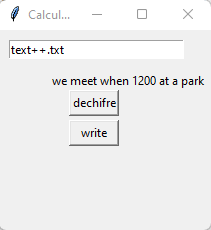 Calcul...
text++.txt
we meet when 1200 at a park
dechifre
write